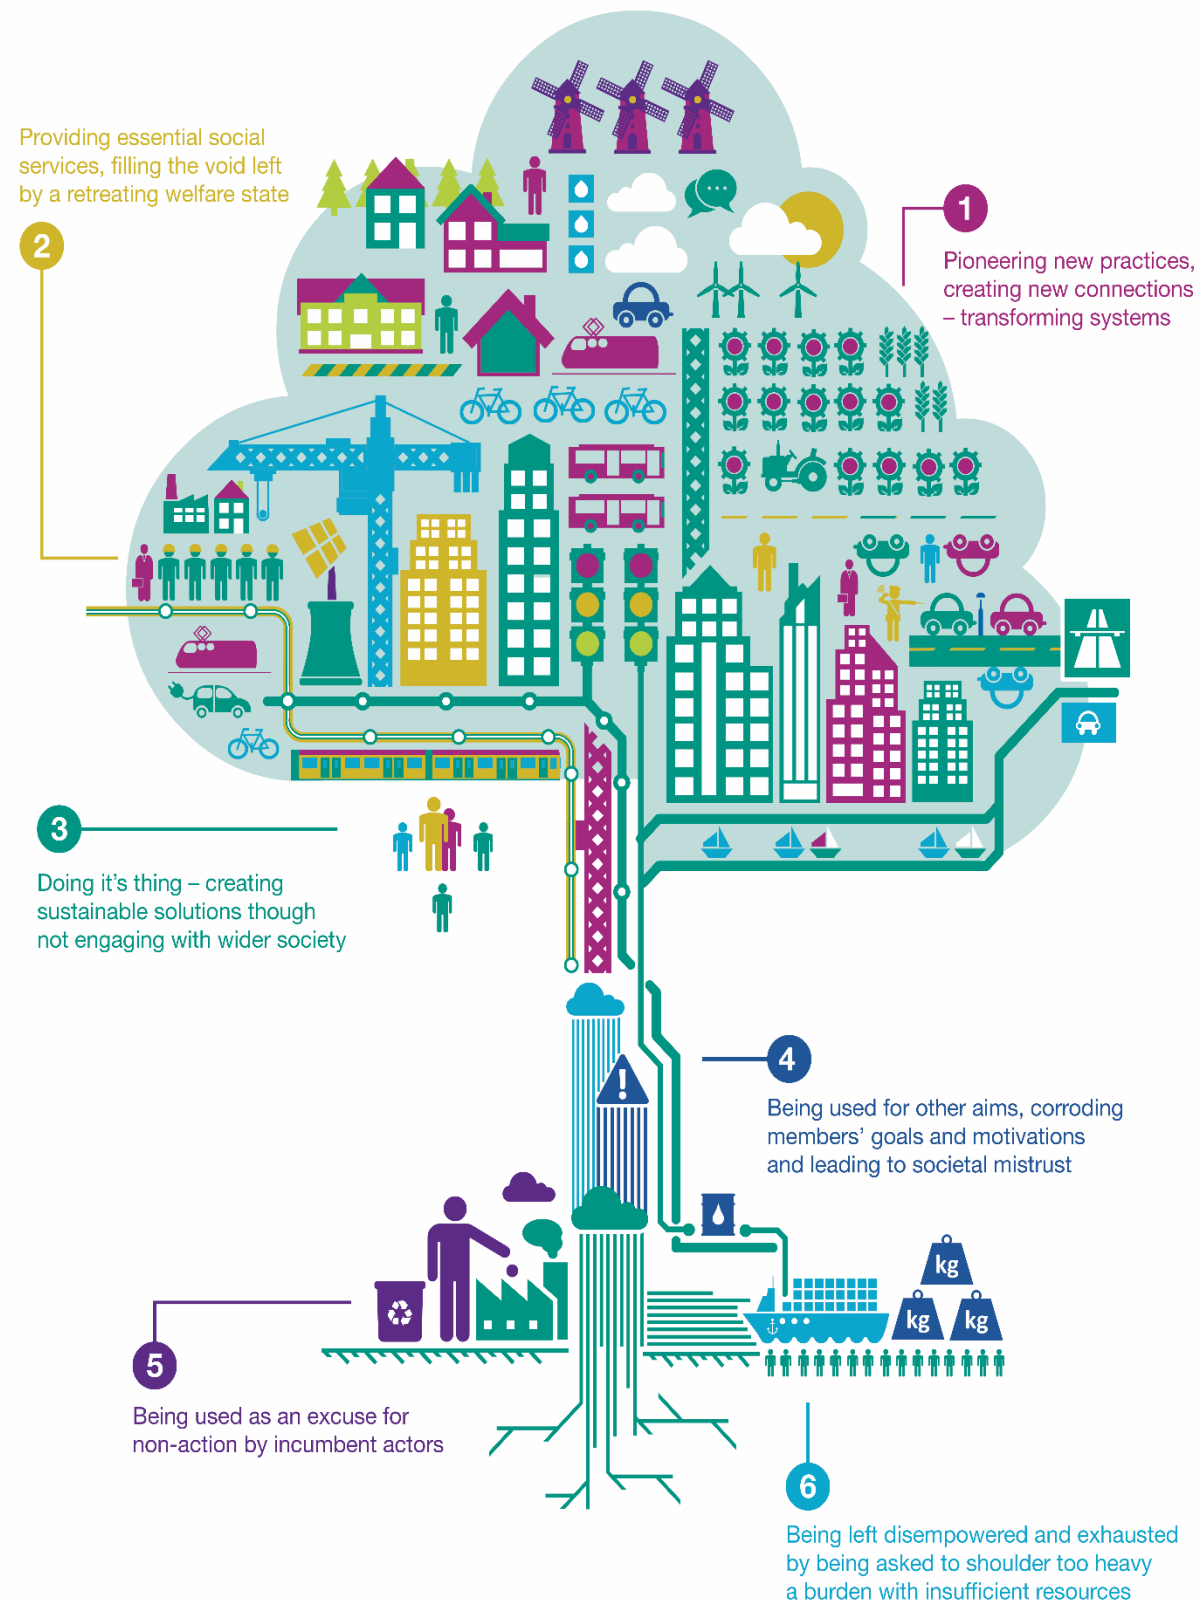 Providing essential social
services, filling the void left
by a retreating welfare state
2
1
Pioneering new practices,
creating new connections
– transforming systems
3
Doing it's thing – creating
sustainable solutions though
not engaging with wider society
4
Being used for other aims, corroding
members' goals and motivations
and leading to societal mistrust
!
kg
kg
kg
5
Being used as an excuse for
non-action by incumbent actors
6
Being left disempowered and exhausted
by being asked to shoulder too heavy
a burden with insufficient resources